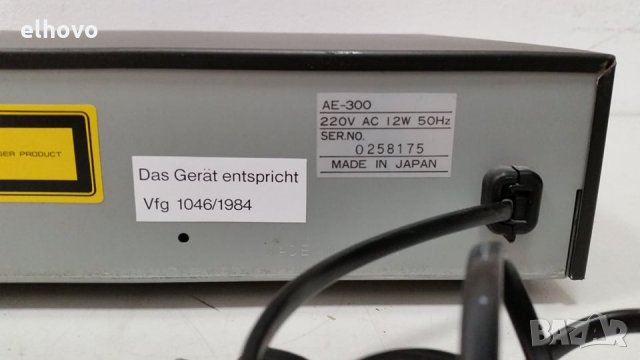 elhovo
AE-300
220V AC 12W 50Hz
SER.NO.
0258175
MADE IN JAPAN
SER PRODUCT
Das Gerät entspricht
Vfg 1046/1984
BAZAR